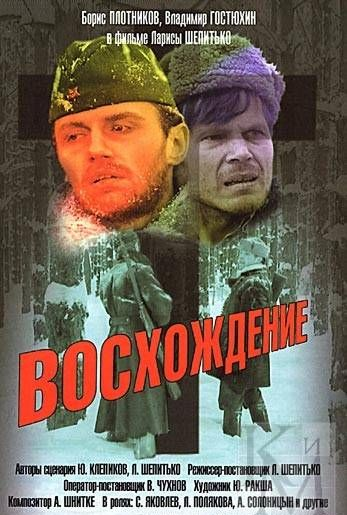 Борис ПЛОТНИКОВ, Владимир ГОСТЮХИН
в фильме Ларисы ШЕПИТЬКО
ВОСХОЖДЕНИЕ
Авторы сценария Ю. КЛЕПИКОВ, Л. ШЕПИТЬКО Режиссер-постановщик Л. ШЕПИТЬКО
Оператор-постановщик В. ЧУХНОВ Художник Ю. РАКША
Композитор А. ШНИТКЕ В ролях: С. ЯКОВЛЕВ, Л. ПОЛЯКОВА, А. СОЛОНИЦЫН и другие
К и М